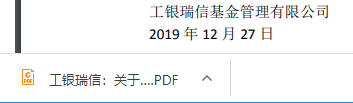 工银瑞信基金管理有限公司
2019 年 12 月 27 日
PDF
工银瑞信：关于....PDF